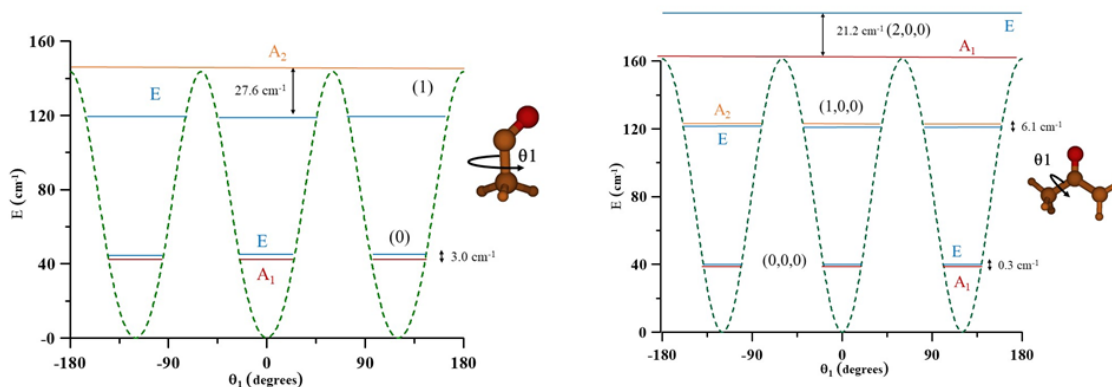 160
120
80
40
-0
E (cm⁻¹)
-180
-90
0
90
180
θ₁ (degrees)
A₂
27.6 cm⁻¹
E
(1)
E
(0)
3.0 cm⁻¹
A₁
θ1
21.2 cm⁻¹ (2,0,0)
E
A₁
160
120
80
40
0
E (cm⁻¹)
-180
-90
0
90
180
θ₁ (degrees)
(1,0,0)
A₂
E
6.1 cm⁻¹
(0,0,0)
E
0.3 cm⁻¹
A₁
θ1